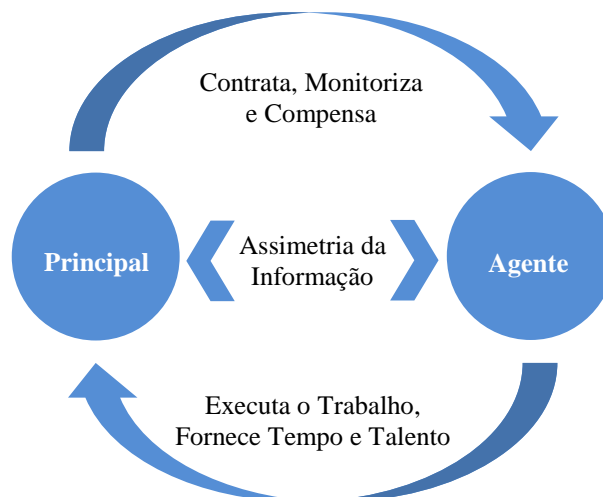 Contrata, Monitoriza
e Compensa
Principal
Assimetria da
Informação
Agente
Executa o Trabalho,
Fornece Tempo e Talento